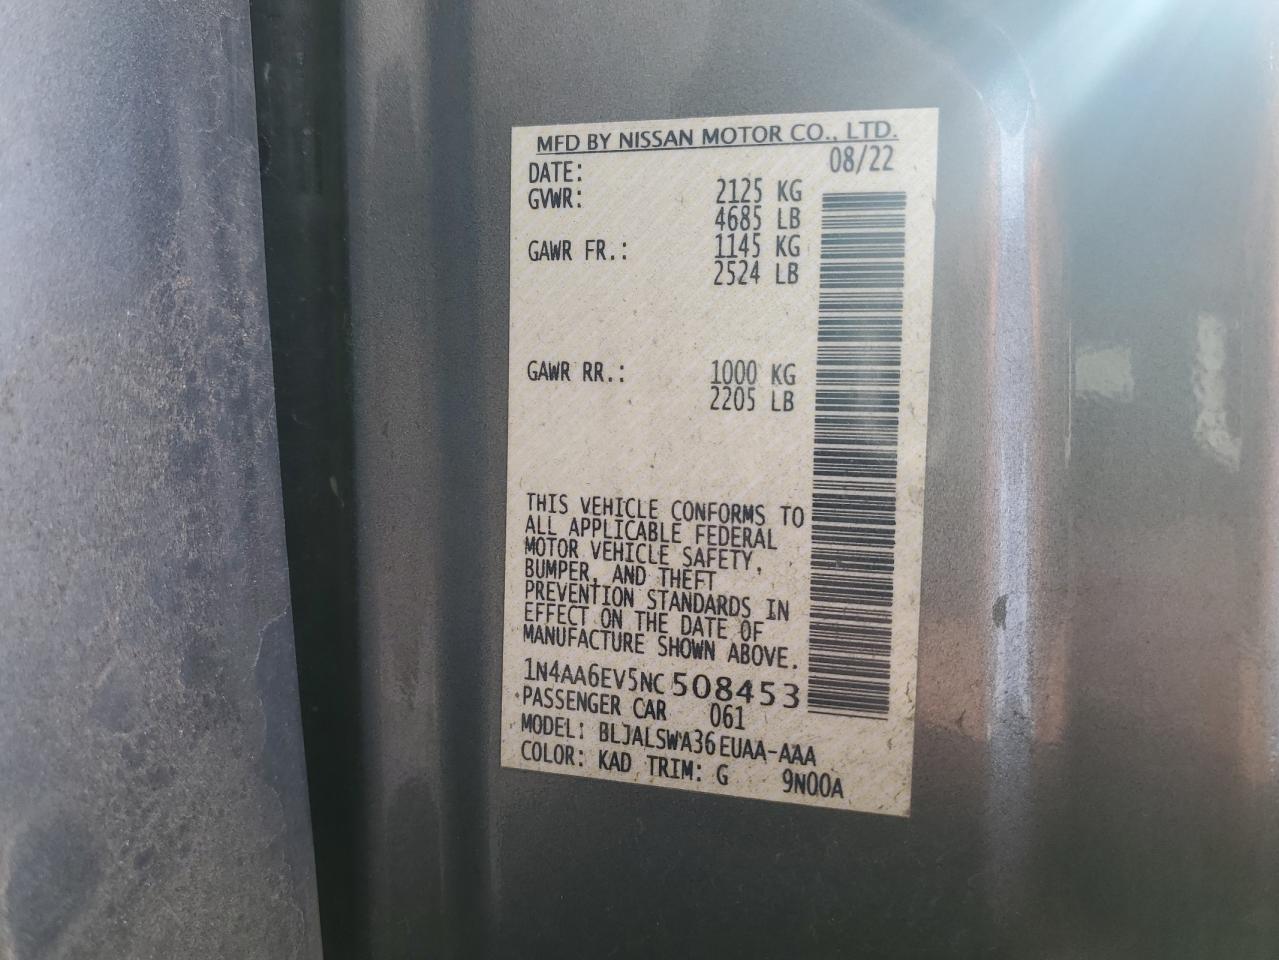 MFD BY NISSAN MOTOR CO., LTD.
DATE: 08/22
GVWR: 2125 KG
4685 LB
GAWR FR.: 1145 KG
2524 LB
GAWR RR.: 1000 KG
2205 LB
THIS VEHICLE CONFORMS TO
ALL APPLICABLE FEDERAL
MOTOR VEHICLE SAFETY,
BUMPER, AND THEFT
PREVENTION STANDARDS IN
EFFECT ON THE DATE OF
MANUFACTURE SHOWN ABOVE.
1N4AA6EV5NC508453
PASSENGER CAR 061
MODEL: BLJALSWA36EUAA-AAA
COLOR: KAD TRIM: G 9N00A